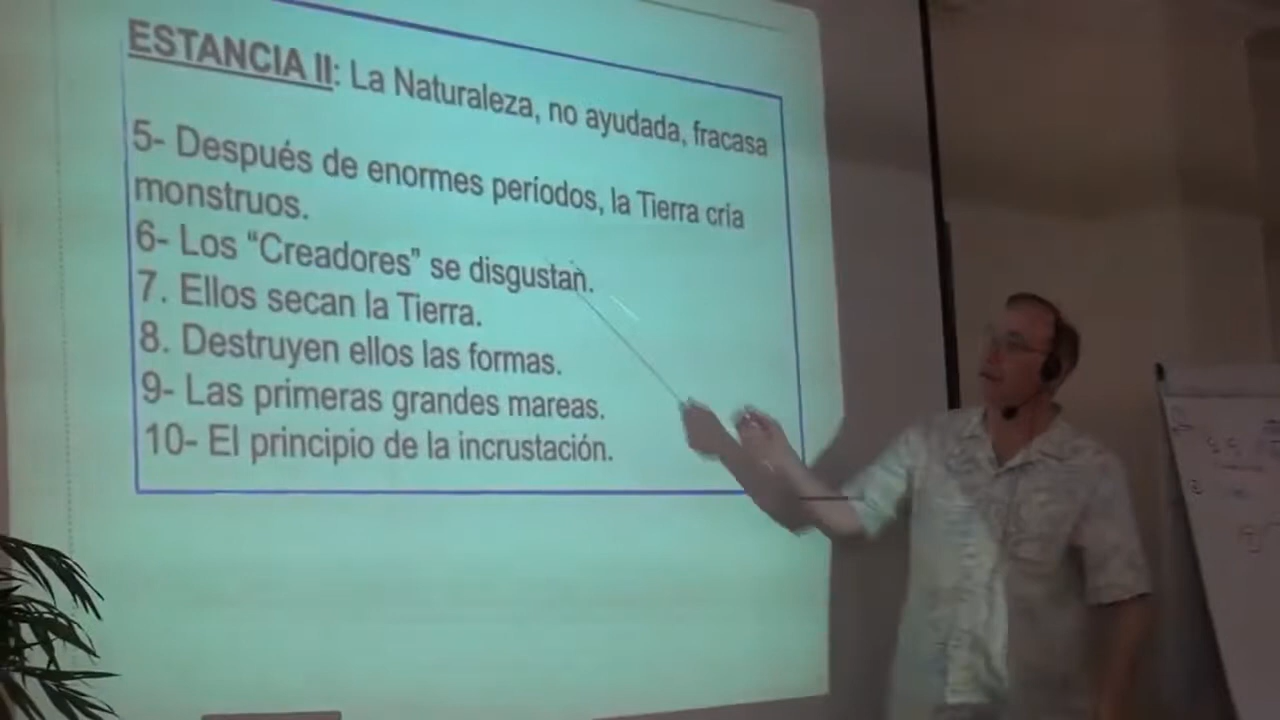 ESTANCIA II: La Naturaleza, no ayudada, fracasa
5- Después de enormes períodos, la Tierra cría
monstruos.
6- Los “Creadores” se disgustan.
7. Ellos secan la Tierra.
8. Destruyen ellos las formas.
9- Las primeras grandes mareas.
10- El principio de la incrustación.